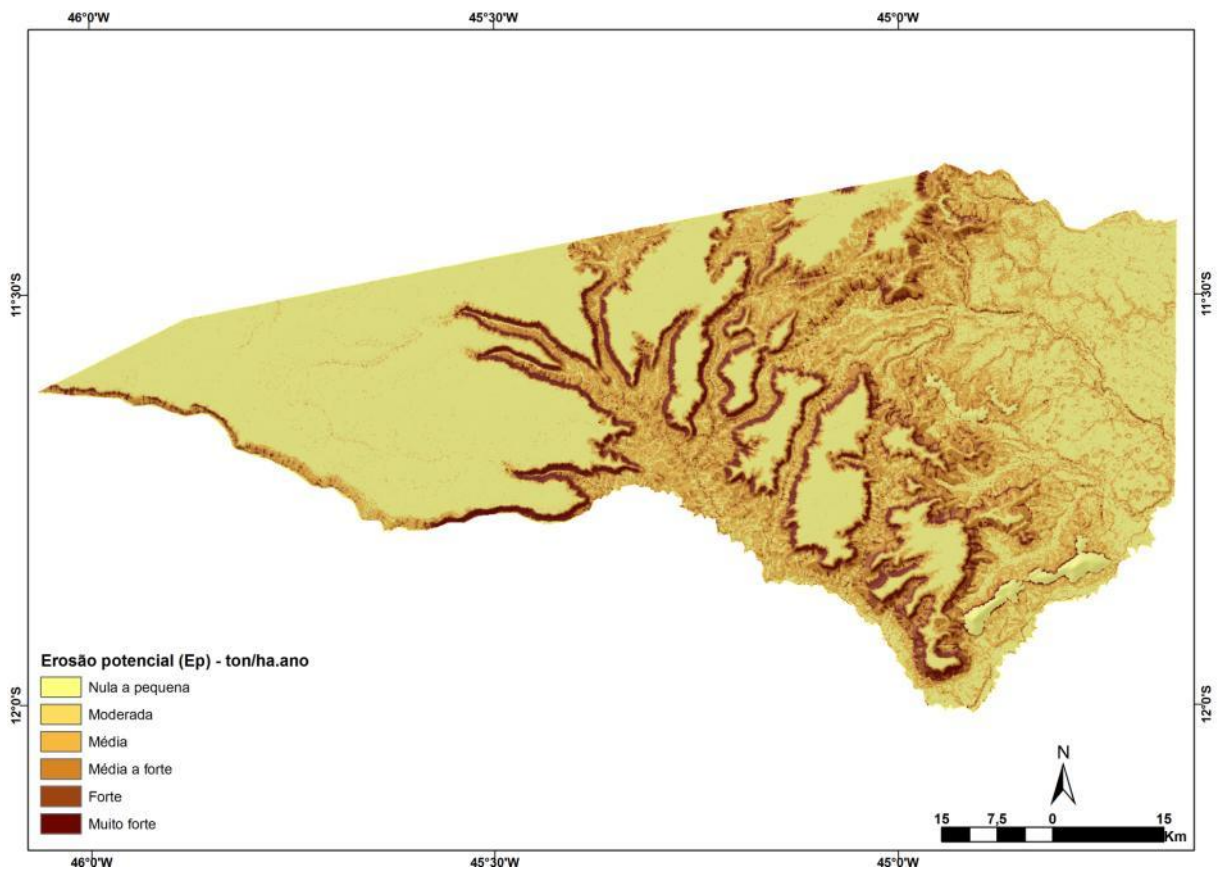 46°0'W 45°30'W 45°0'W
11°30'S 11°30'S
12°0'S 12°0'S
Erosão potencial (Ep) - ton/ha.ano
Nula a pequena
Moderada
Média
Média a forte
Forte
Muito forte
N
15 7,5 0 15
Km
46°0'W 45°30'W 45°0'W